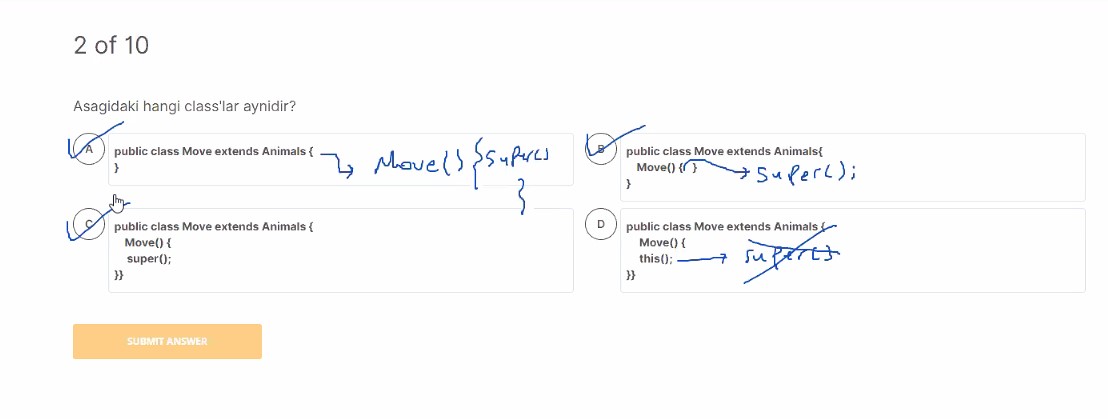 2 of 10
Asagidaki hangi class'lar aynidir?
A
public class Move extends Animals {
}
Move() { super()
}
B
public class Move extends Animals{
Move() { }
}
super();
C
public class Move extends Animals {
Move() {
super();
}}
D
public class Move extends Animals {
Move() {
this();
}}
super()
SUBMIT ANSWER